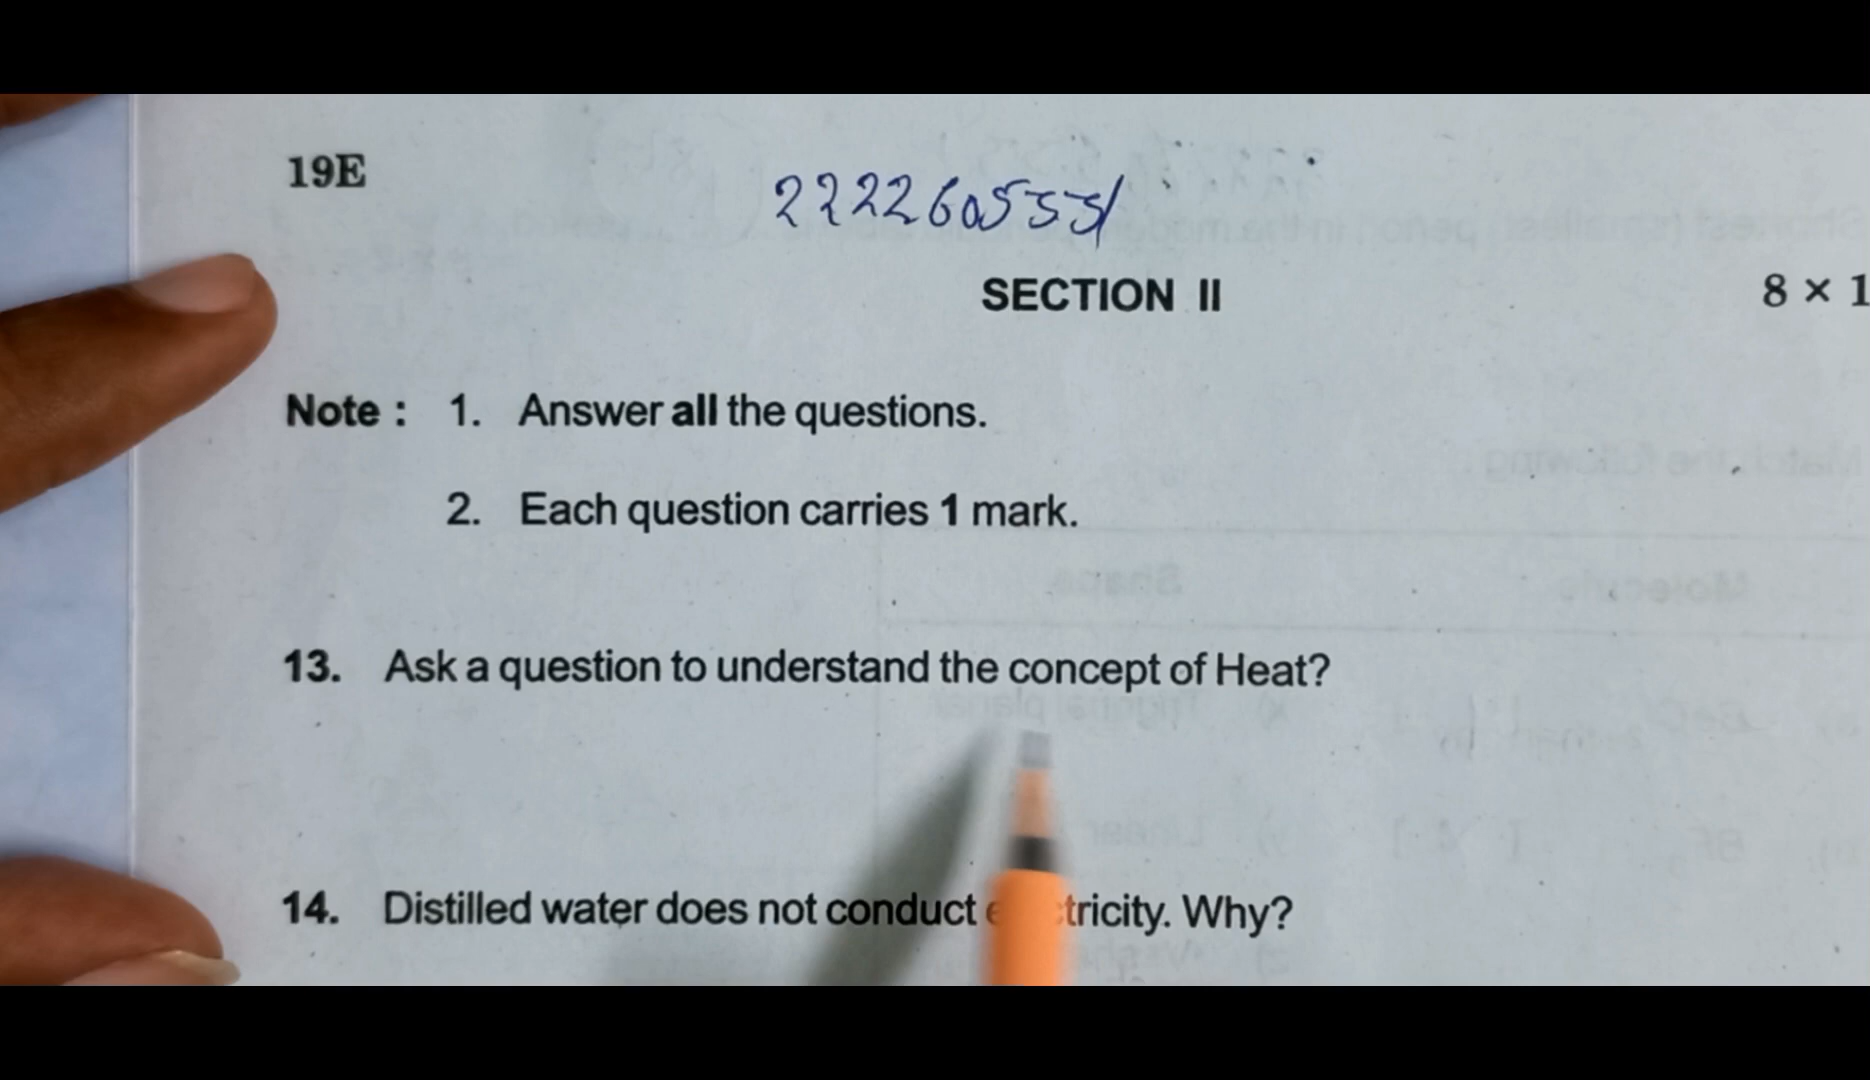 19E
2222605551
SECTION II
8 × 1
Note : 1. Answer all the questions.
2. Each question carries 1 mark.
13. Ask a question to understand the concept of Heat?
14. Distilled water does not conduct tricity. Why?